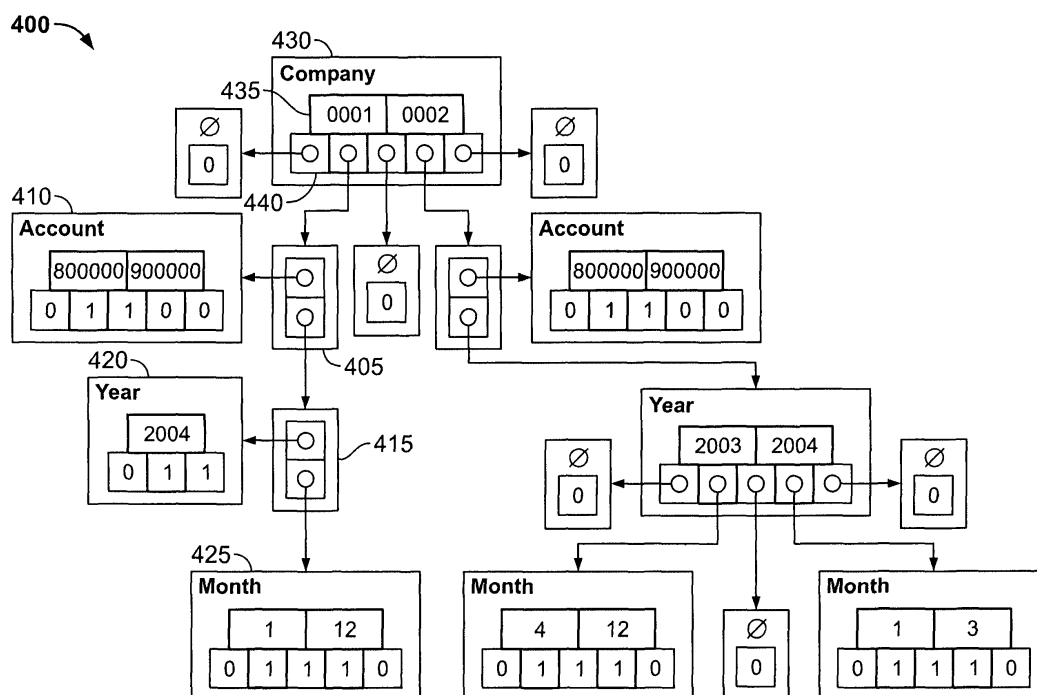 400
430
Company
435
0001 0002
∅ ∅
0 0
440
410
Account Account
∅
800000 900000 800000 900000
0
0 1 1 0 0 0 1 1 0 0
405
420
Year Year
2004 415 2003 2004
∅ ∅
0 1 1
0 0
425
Month Month Month
1 12 4 12 ∅ 1 3
0 1 1 1 0 0 1 1 1 0 0 0 1 1 1 0